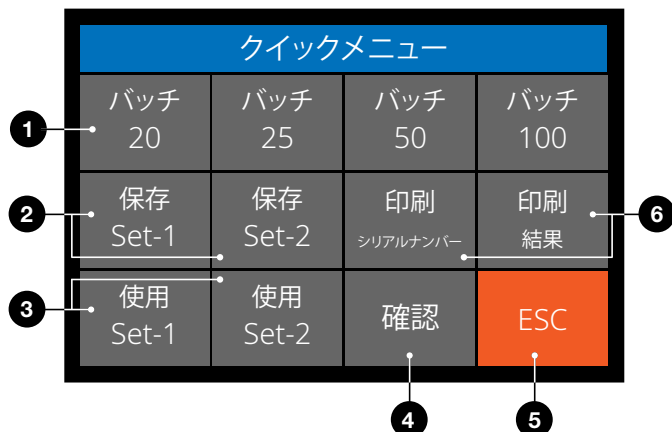 クイックメニュー
バッチ
20
バッチ
25
バッチ
50
バッチ
100
1
保存
Set-1
保存
Set-2
印刷
シリアルナンバー
印刷
結果
2
6
使用
Set-1
使用
Set-2
確認
ESC
3
4
5